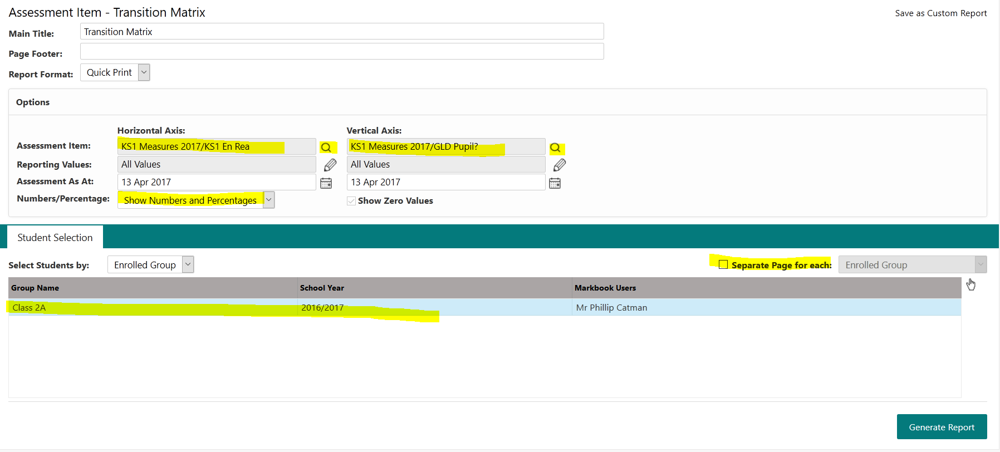 Assessment Item - Transition Matrix
Save as Custom Report
Main Title: Transition Matrix
Page Footer:
Report Format: Quick Print
Options
Horizontal Axis: Vertical Axis:
Assessment Item: KS1 Measures 2017/KS1 En Rea KS1 Measures 2017/GLD Pupil?
Reporting Values: All Values All Values
Assessment As At: 13 Apr 2017 13 Apr 2017
Numbers/Percentage: Show Numbers and Percentages Show Zero Values
Student Selection
Select Students by: Enrolled Group Separate Page for each: Enrolled Group
Group Name School Year Markbook Users
Class 2A 2016/2017 Mr Phillip Catman
Generate Report